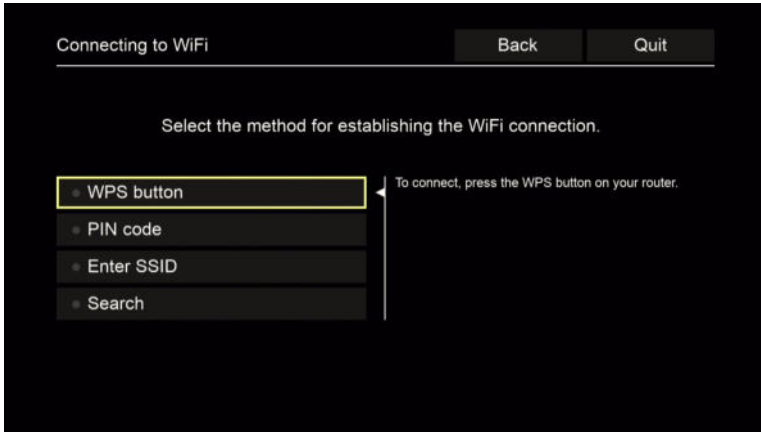 Connecting to WiFi
Back
Quit
Select the method for establishing the WiFi connection.
WPS button
To connect, press the WPS button on your router.
PIN code
Enter SSID
Search